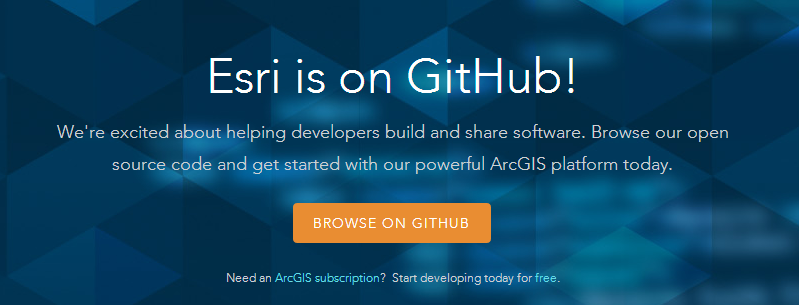 Esri is on GitHub!
We're excited about helping developers build and share software. Browse our open
source code and get started with our powerful ArcGIS platform today.
BROWSE ON GITHUB
Need an ArcGIS subscription? Start developing today for free.